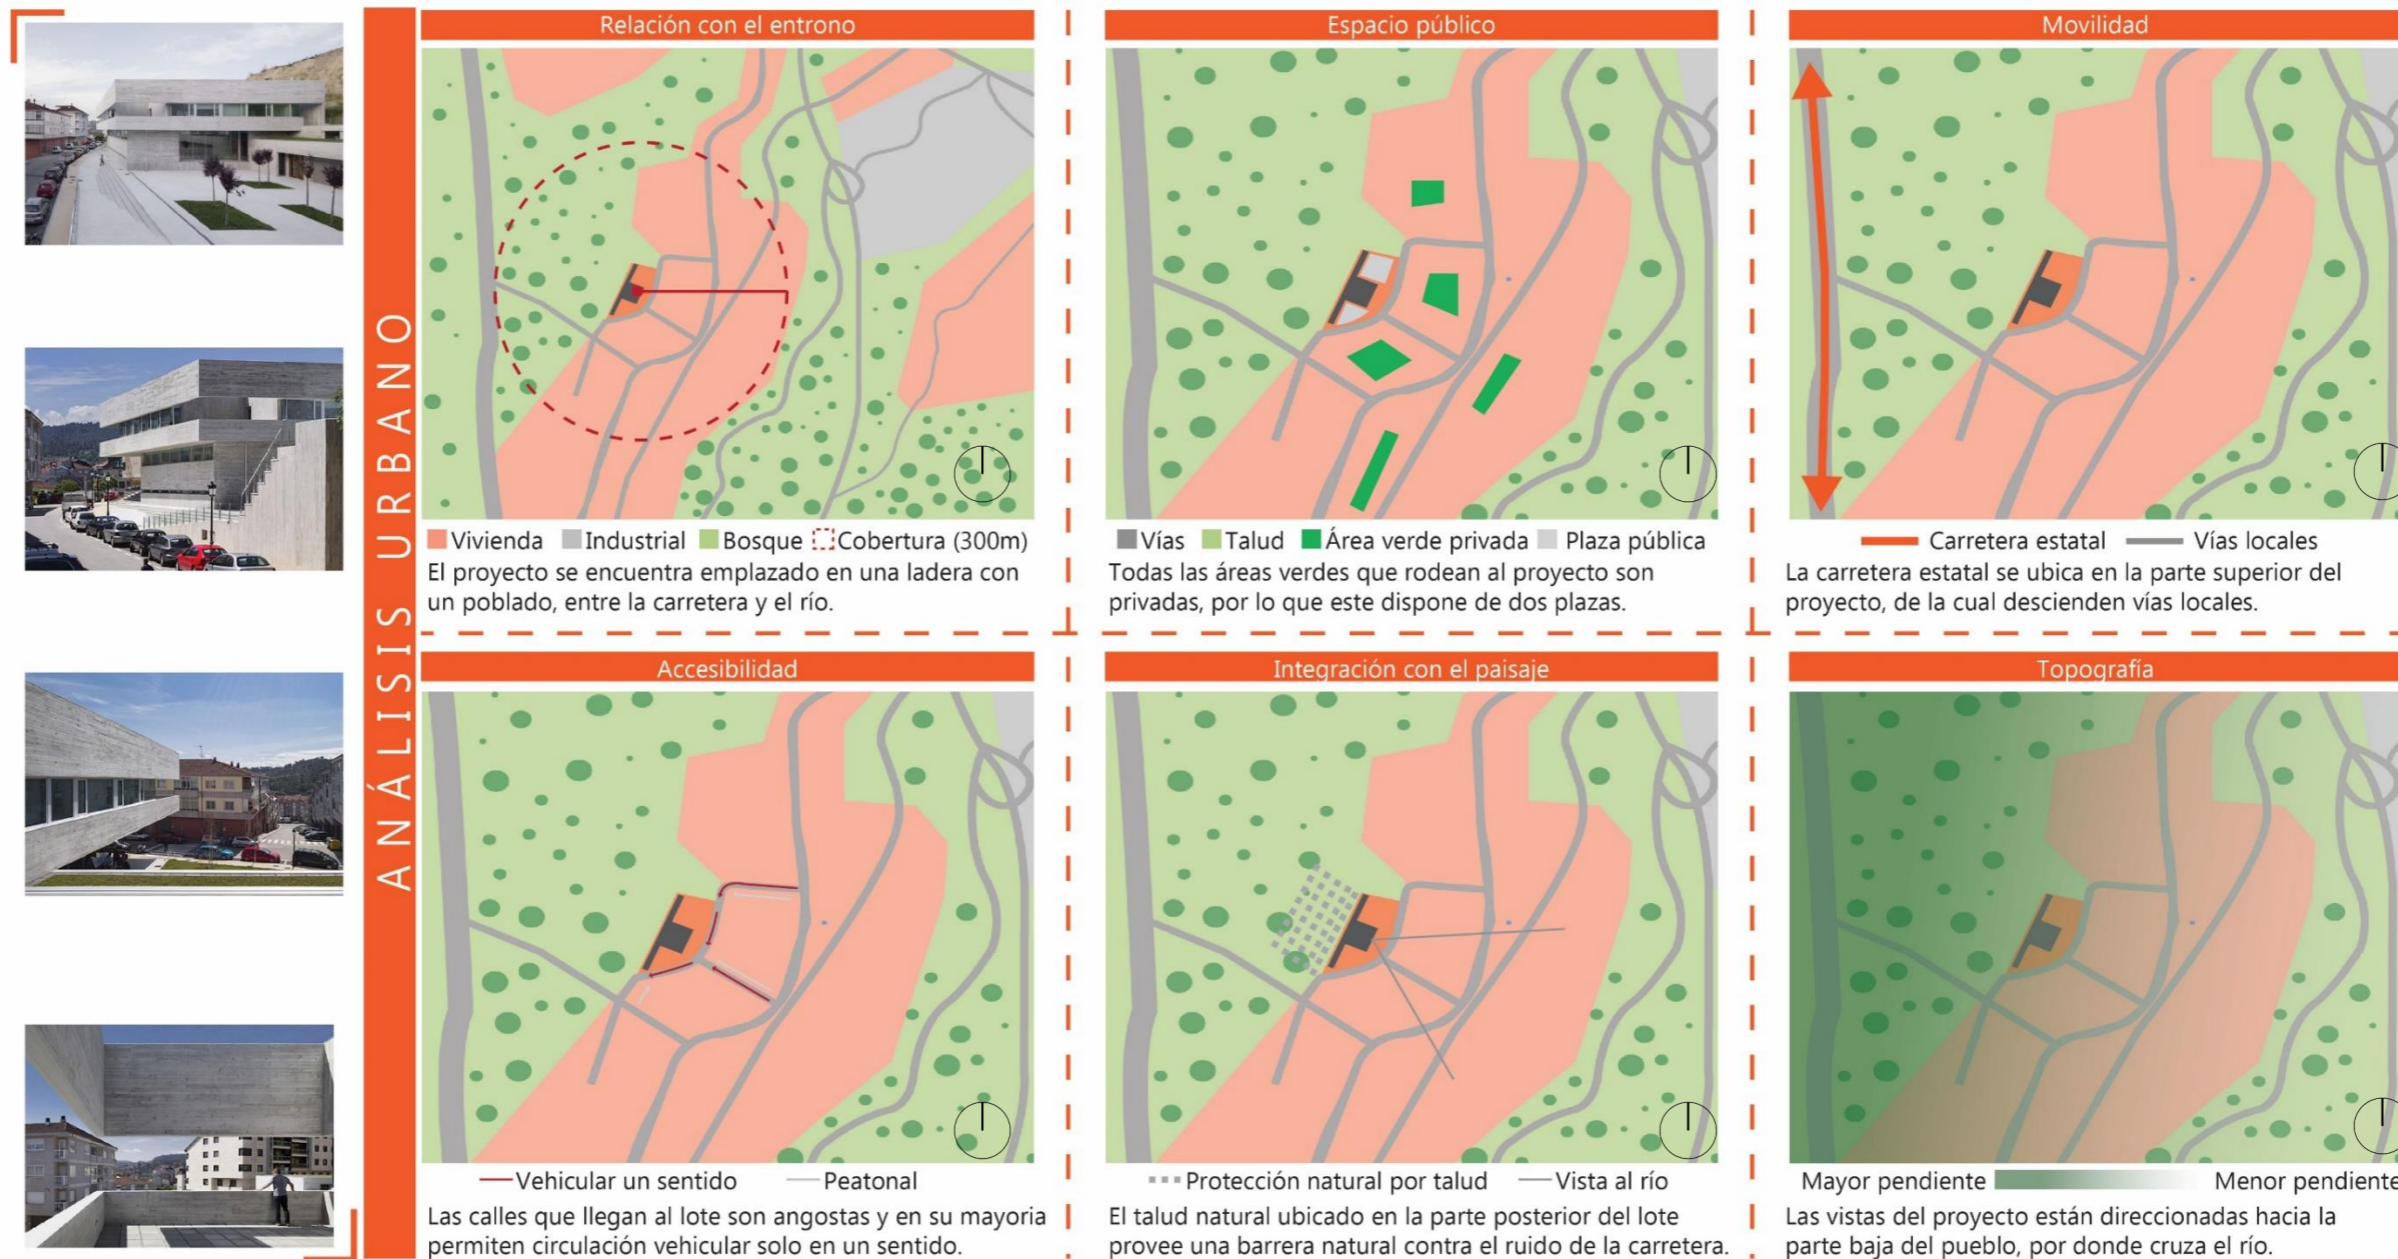 ANÁLISIS URBANO
Relación con el entrono
Vivienda Industrial Bosque Cobertura (300m)
El proyecto se encuentra emplazado en una ladera con
un poblado, entre la carretera y el río.
Espacio público
Vías Talud Área verde privada Plaza pública
Todas las áreas verdes que rodean al proyecto son
privadas, por lo que este dispone de dos plazas.
Movilidad
Carretera estatal Vías locales
La carretera estatal se ubica en la parte superior del
proyecto, de la cual descienden vías locales.
Accesibilidad
Vehicular un sentido Peatonal
Las calles que llegan al lote son angostas y en su mayoria
permiten circulación vehicular solo en un sentido.
Integración con el paisaje
Protección natural por talud Vista al río
El talud natural ubicado en la parte posterior del lote
provee una barrera natural contra el ruido de la carretera.
Topografía
Mayor pendiente Menor pendiente
Las vistas del proyecto están direccionadas hacia la
parte baja del pueblo, por donde cruza el río.